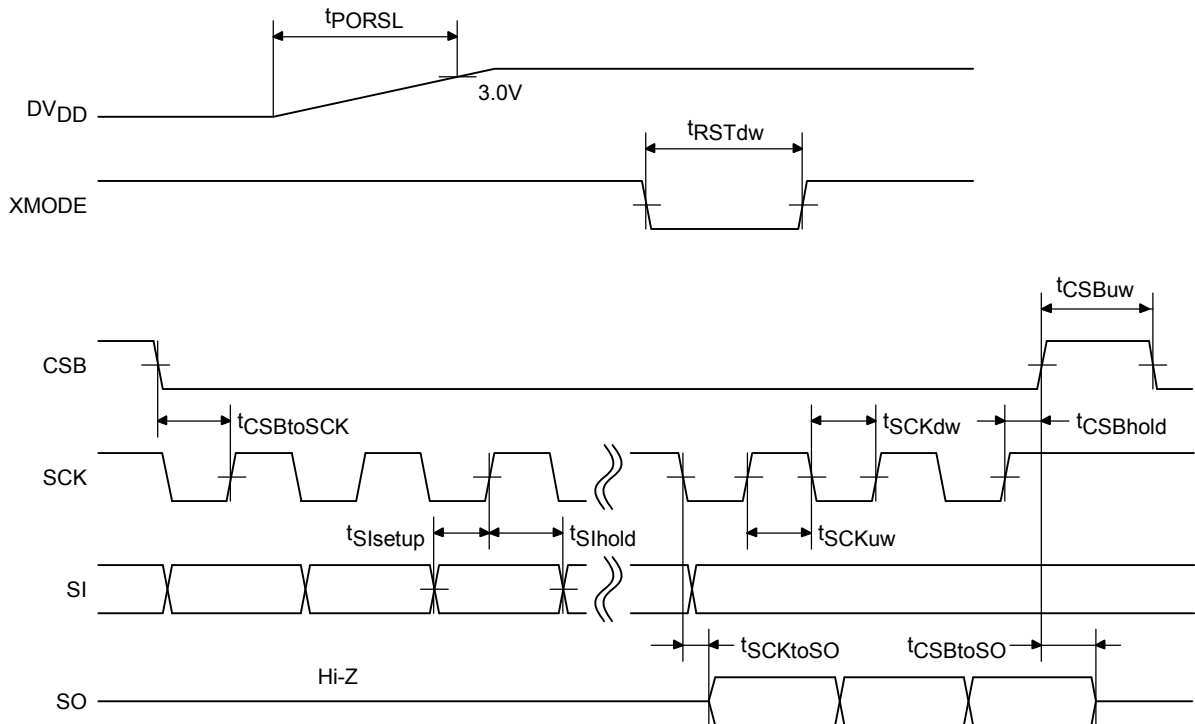 tPORSL
3.0V
DVDD
tRSTdw
XMODE
tCSBuw
CSB
tCSBtoSCK
tSCKdw
tCSBhold
SCK
tSIsetup
tSIhold
tSCKuw
SI
tSCKtoSO
tCSBtoSO
Hi-Z
SO